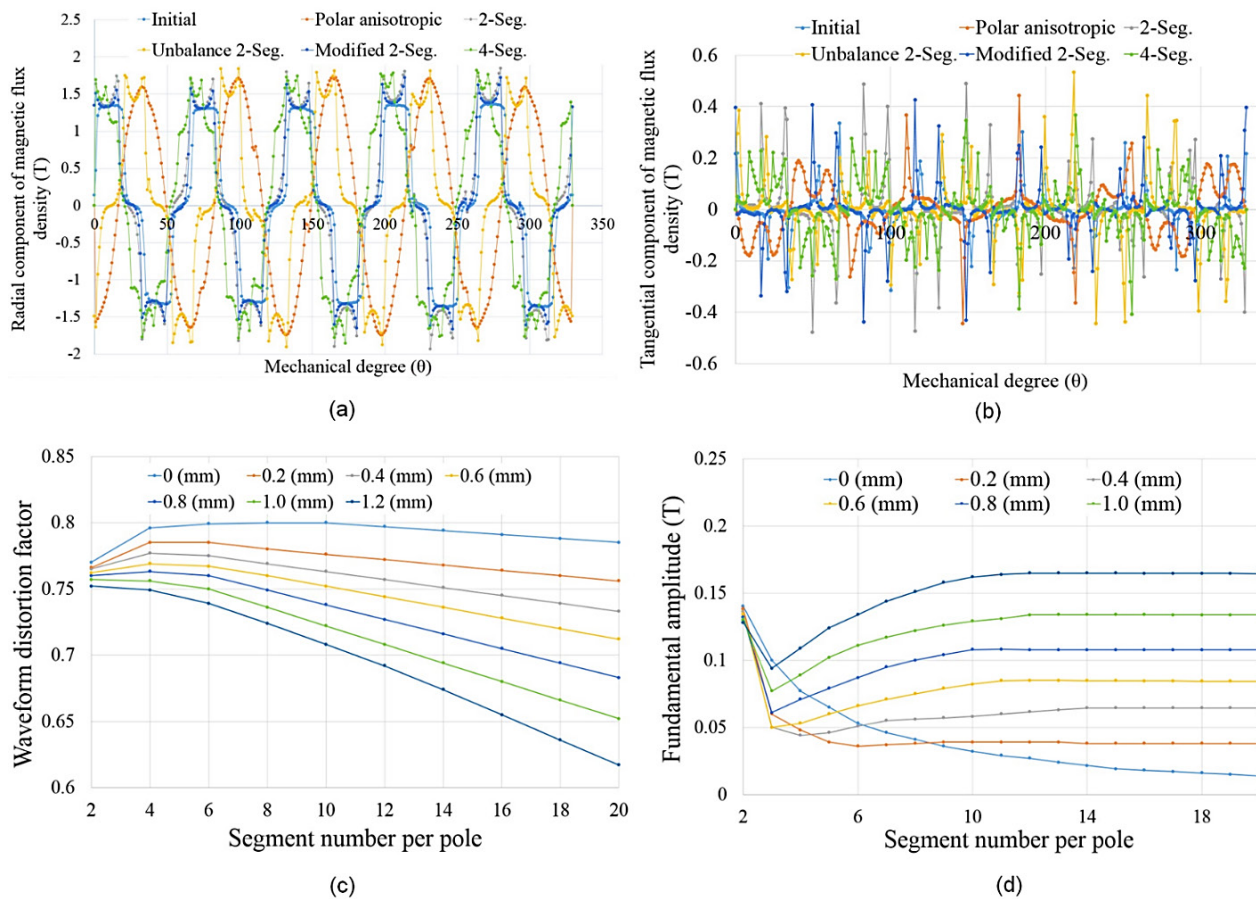 (a)
Initial Polar anisotropic 2-Seg.
Unbalance 2-Seg. Modified 2-Seg. 4-Seg.
Radial component of magnetic flux
density (T)
2.5
2
1.5
1
0.5
0
-0.5
-1
-1.5
-2
0 50 100 150 200 250 300 350
Mechanical degree (θ)
(b)
Initial Polar anisotropic 2-Seg.
Unbalance 2-Seg. Modified 2-Seg. 4-Seg.
Tangential component of magnetic flux
density (T)
0.6
0.4
0.2
0
-0.2
-0.4
-0.6
0 100 200 300
Mechanical degree (θ)
(c)
0 (mm) 0.2 (mm) 0.4 (mm) 0.6 (mm)
0.8 (mm) 1.0 (mm) 1.2 (mm)
Waveform distortion factor
0.85
0.8
0.75
0.7
0.65
0.6
2 4 6 8 10 12 14 16 18 20
Segment number per pole
(d)
0 (mm) 0.2 (mm) 0.4 (mm)
0.6 (mm) 0.8 (mm) 1.0 (mm)
Fundamental amplitude (T)
0.25
0.2
0.15
0.1
0.05
0
2 6 10 14 18
Segment number per pole